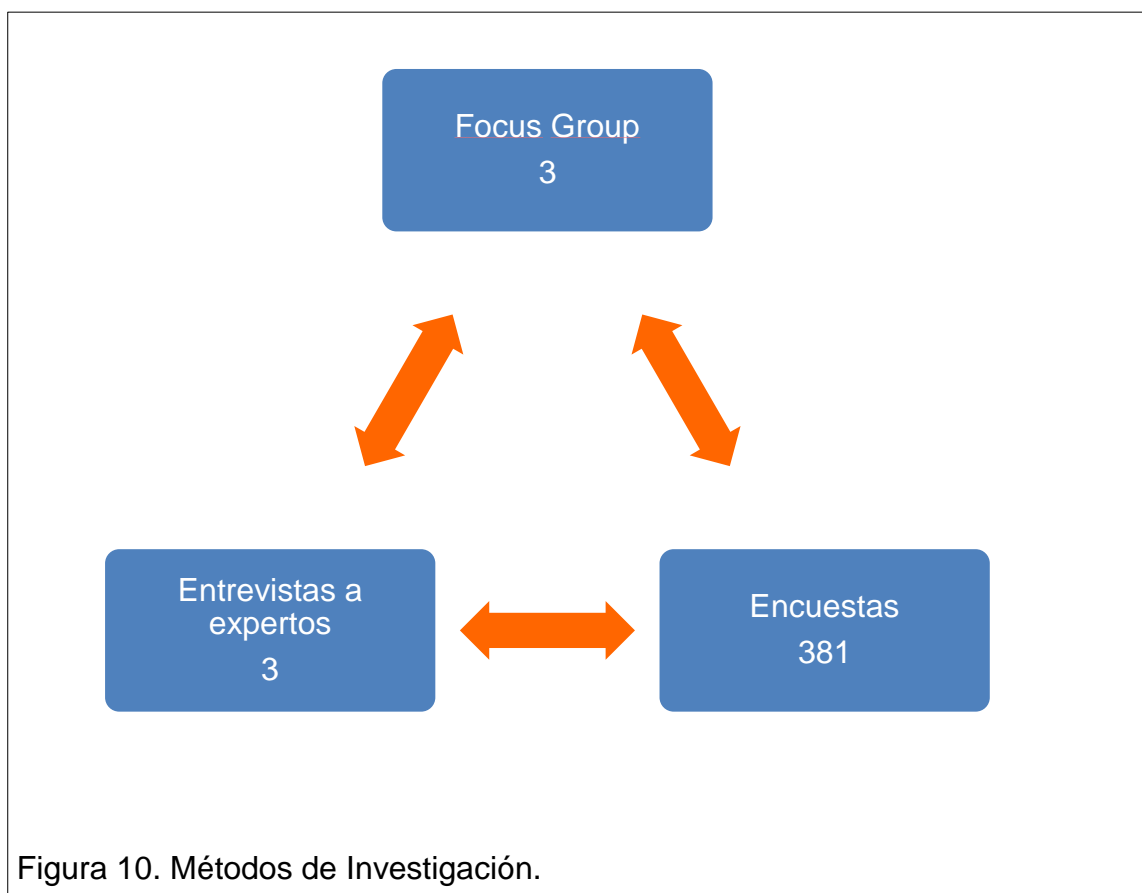 Focus Group
3
Entrevistas a
expertos
3
Encuestas
381
Figura 10. Métodos de Investigación.